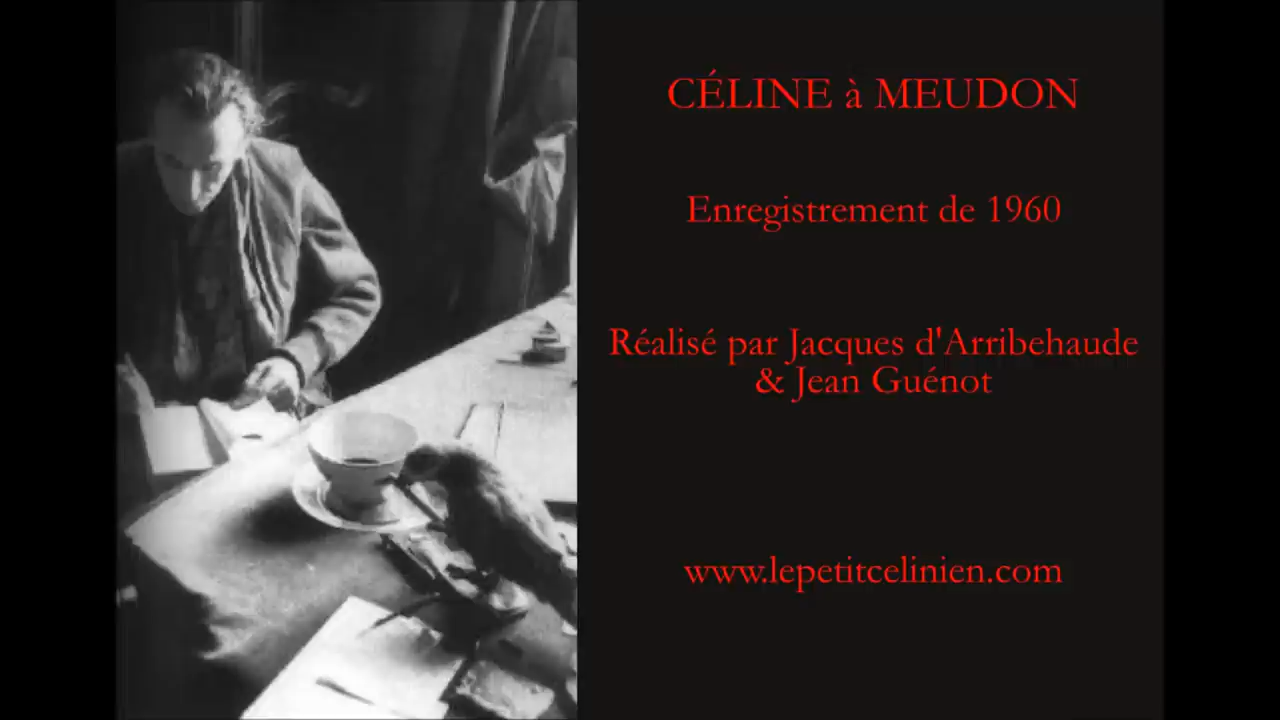 CÉLINE à MEUDON
Enregistrement de 1960
Réalisé par Jacques d'Arribehaude
& Jean Guénot
www.lepetitcelinien.com